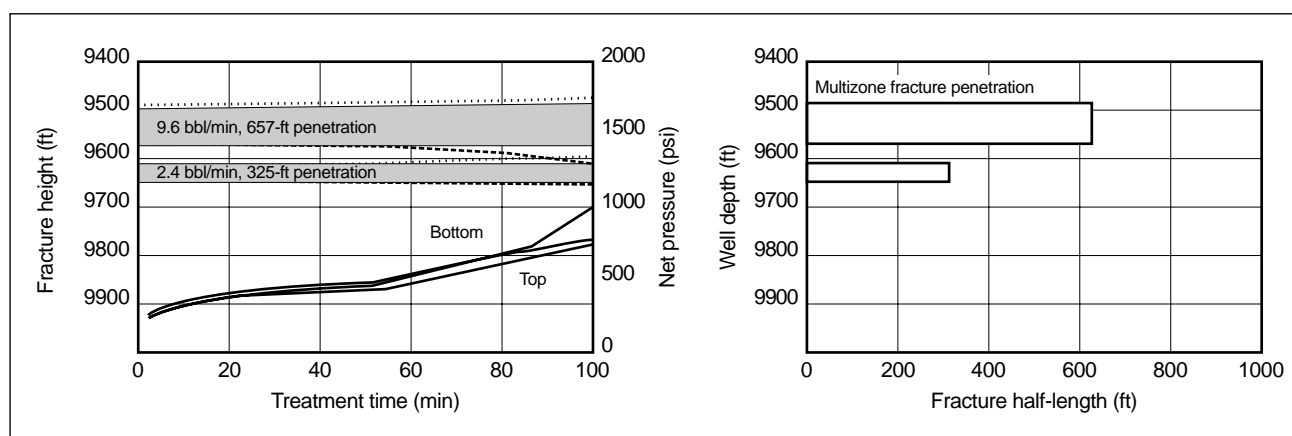 9400
9500
9600
9700
9800
9900
Fracture height (ft)
9.6 bbl/min, 657-ft penetration
2.4 bbl/min, 325-ft penetration
Bottom
Top
2000
1500
1000
500
0
Net pressure (psi)
0 20 40 60 80 100
Treatment time (min)
9400
9500
9600
9700
9800
9900
Well depth (ft)
Multizone fracture penetration
0 200 400 600 800 1000
Fracture half-length (ft)